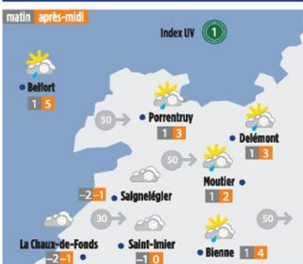 matin après-midi
Index UV 1
Belfort
1 5
50
Porrentruy
1 3
Delémont
1 3
50
Moutier
1 2
-2 -1
Saignelégier
30
50
La Chaux-de-Fonds
-2 -1
Saint-Imier
-1 0
Bienne 1 4